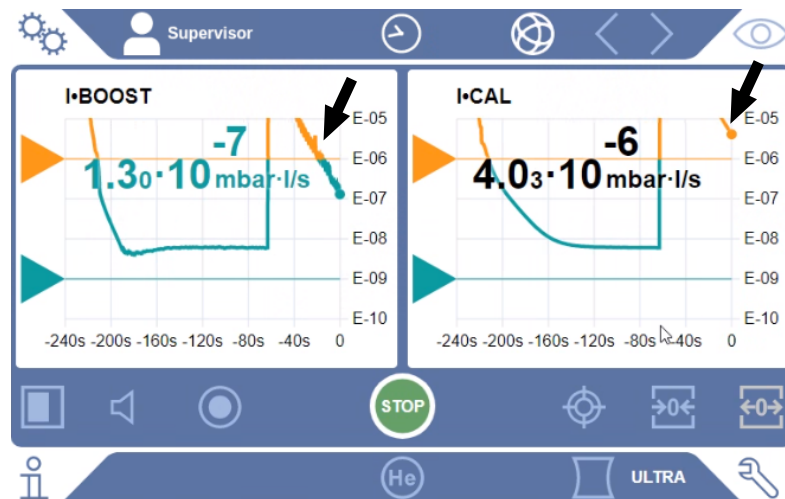 Supervisor
I•BOOST
1.30·10-7 mbar·l/s
E-05
E-06
E-07
E-08
E-09
E-10
-240s -200s -160s -120s -80s -40s 0
I•CAL
4.03·10-6 mbar·l/s
E-05
E-06
E-07
E-08
E-09
E-10
-240s -200s -160s -120s -80s -40s 0
STOP
>0<
<0>
He
ULTRA